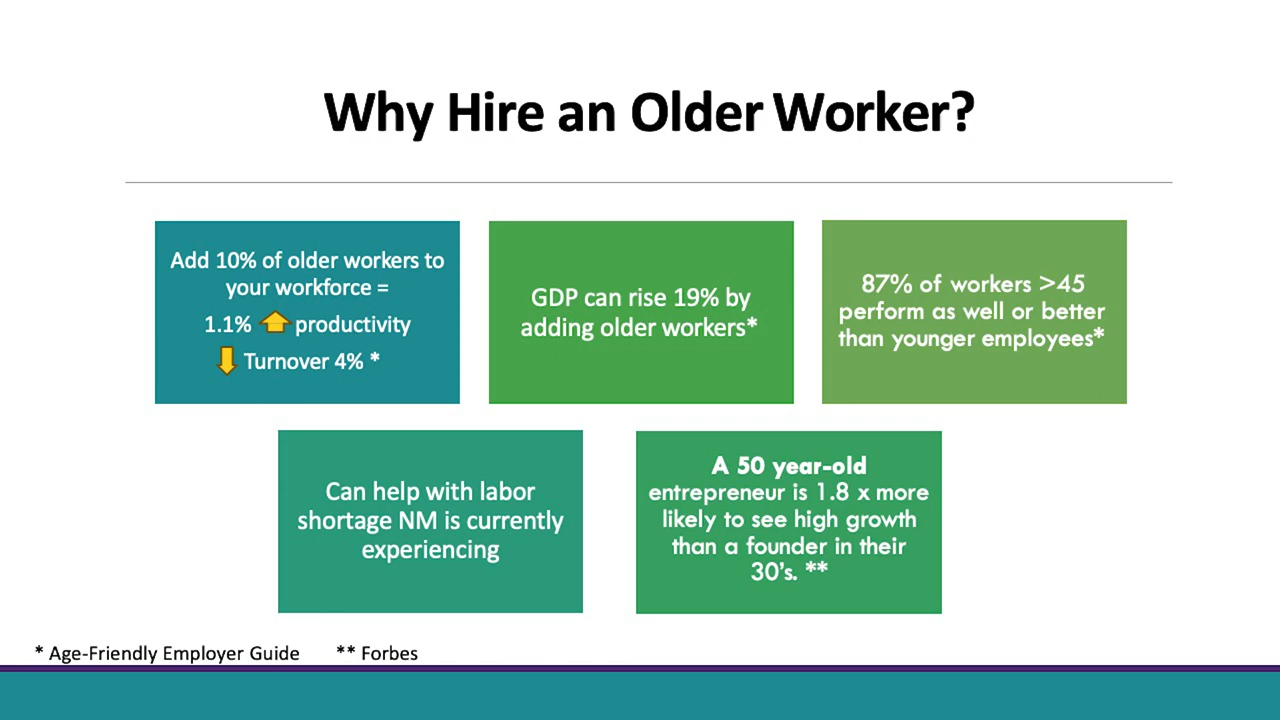 Why Hire an Older Worker?
Add 10% of older workers to
your workforce =
1.1% productivity
Turnover 4% *
GDP can rise 19% by
adding older workers*
87% of workers >45
perform as well or better
than younger employees*
Can help with labor
shortage NM is currently
experiencing
A 50 year-old
entrepreneur is 1.8 x more
likely to see high growth
than a founder in their
30's. **
* Age-Friendly Employer Guide ** Forbes